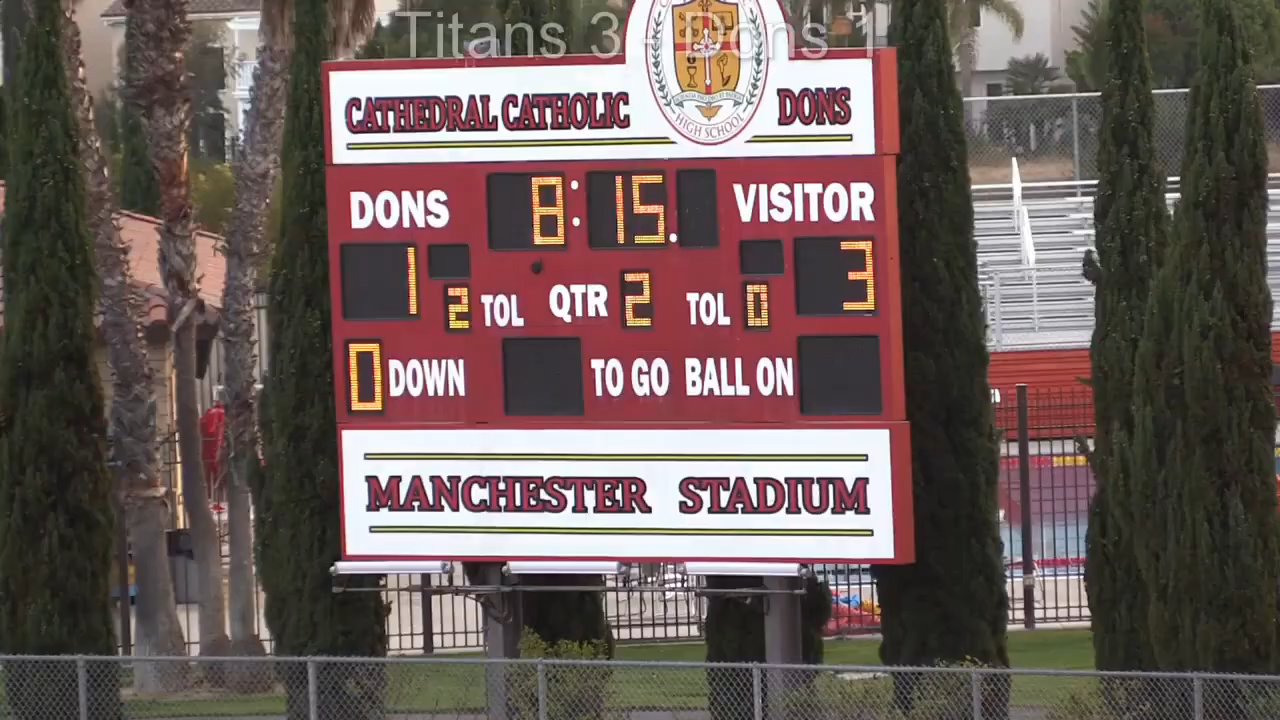 Titans 3 - Dons 1
CATHEDRAL CATHOLIC DONS
HIGH SCHOOL
DONS 8:15 VISITOR
1 3
2 TOL QTR 2 TOL 0
0 DOWN TO GO BALL ON
MANCHESTER STADIUM